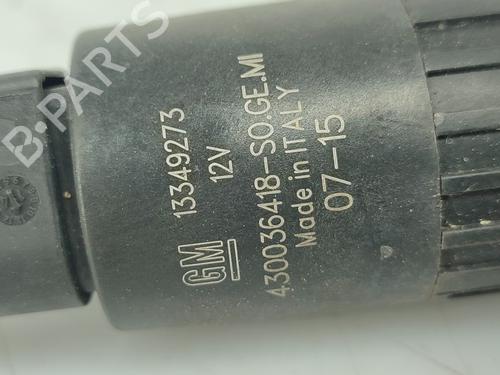 B-PARTS
GM 13349273
12V
430036418-SO.GE.MI
Made in ITALY
07-15